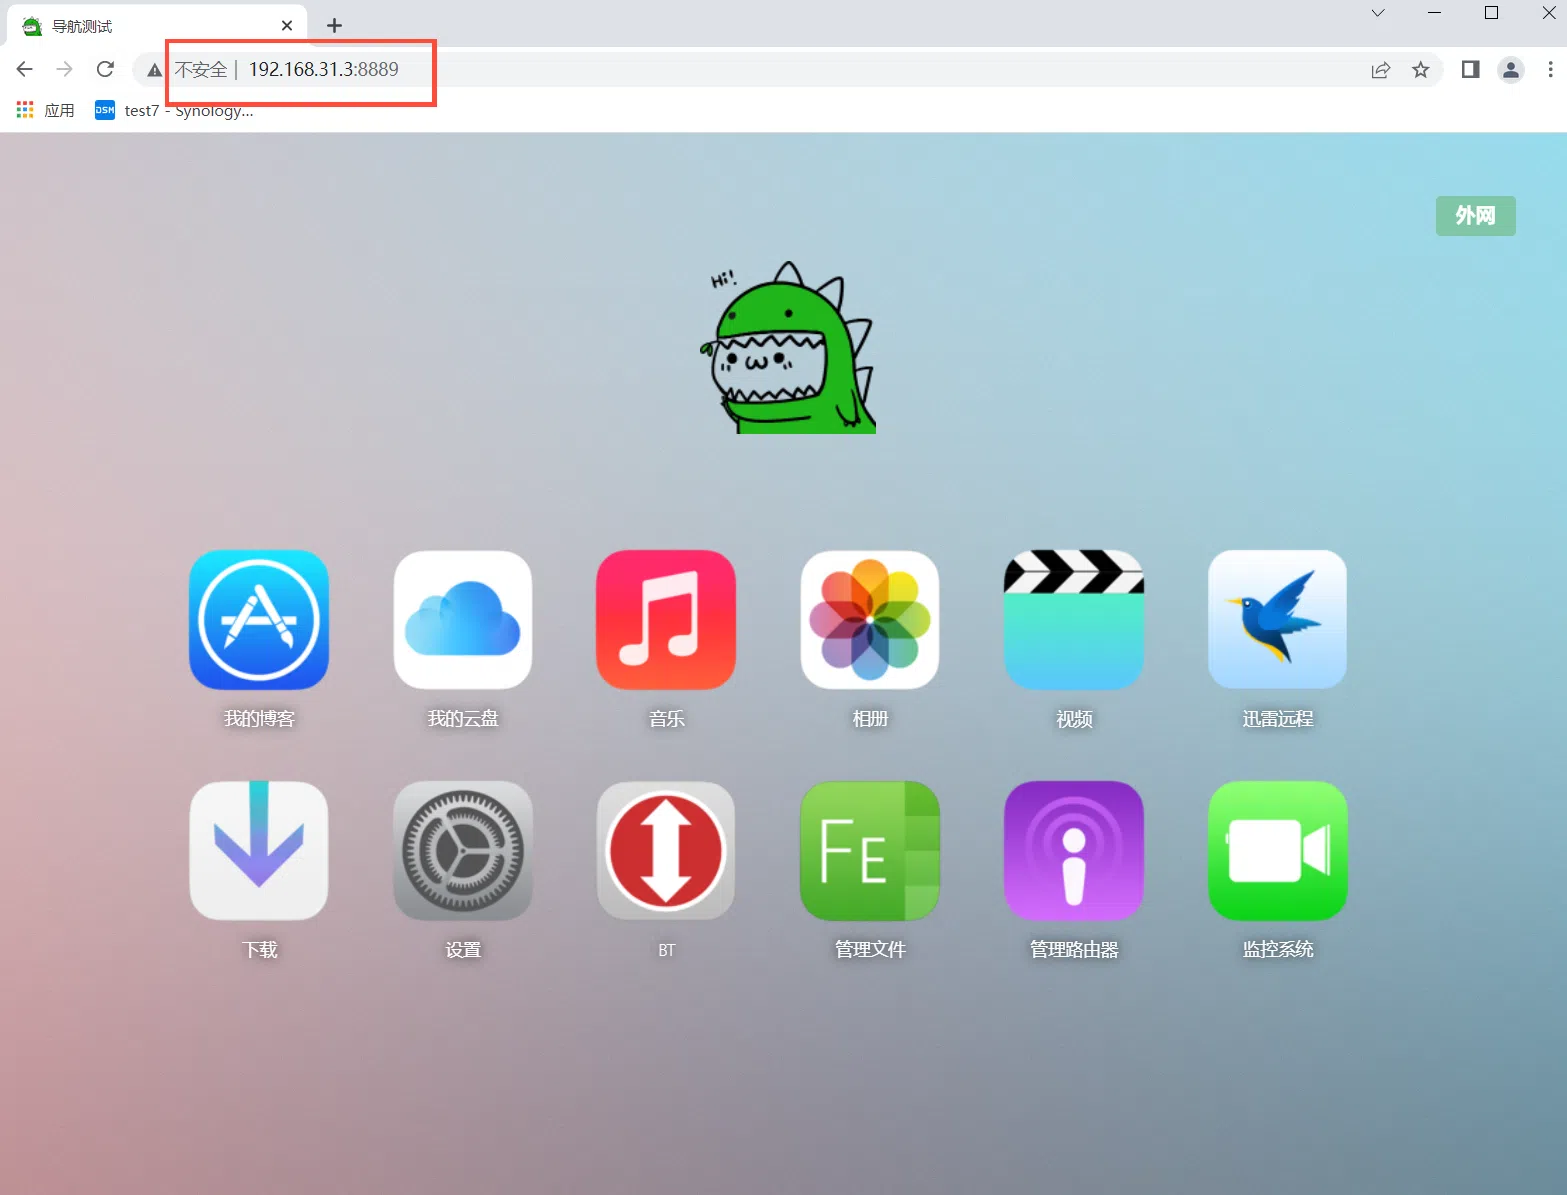 导航测试
不安全 | 192.168.31.3:8889
应用 DSM test7 - Synology...
外网
Hi!
我的博客 我的云盘 音乐 相册 视频 迅雷远程
FE
下载 设置 BT 管理文件 管理路由器 监控系统